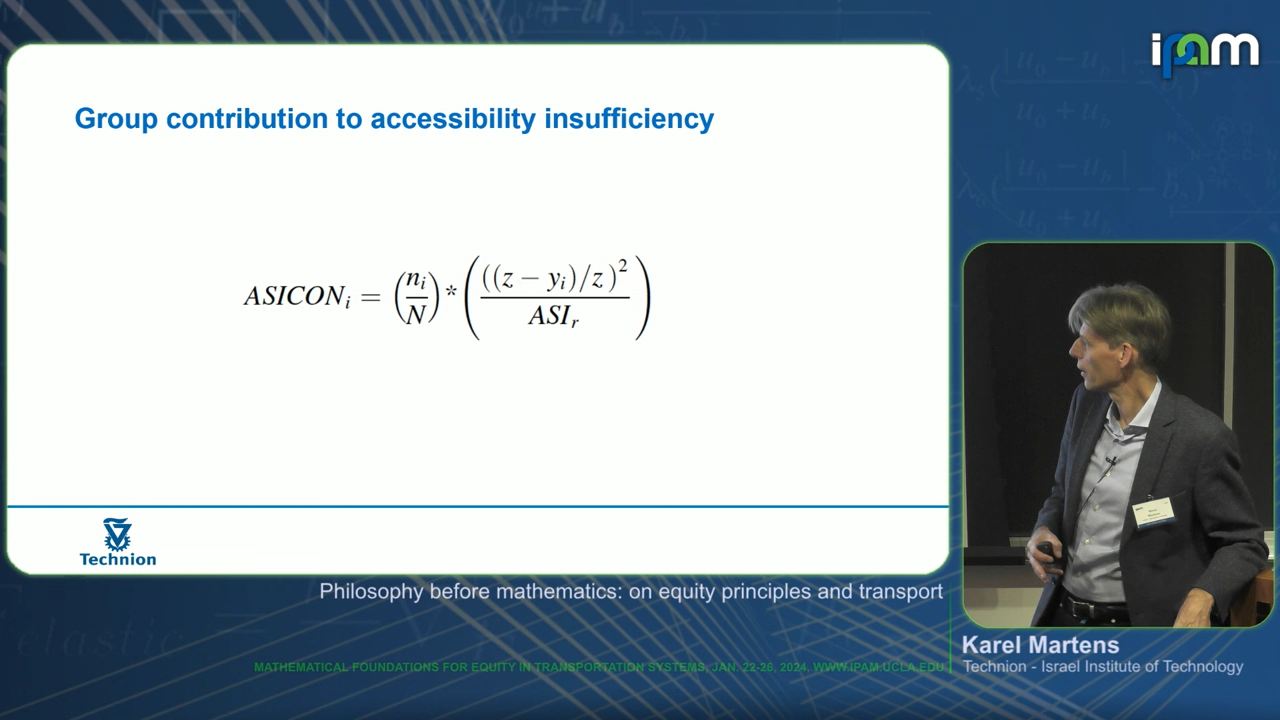 ipam
Group contribution to accessibility insufficiency
ASICON_i = (n_i/N) * (((z − y_i)/z)^2 / ASI_r)
Technion
Philosophy before mathematics: on equity principles and transport
Karel Martens
Technion - Israel Institute of Technology
MATHEMATICAL FOUNDATIONS FOR EQUITY IN TRANSPORTATION SYSTEMS, JAN. 22-26, 2024, WWW.IPAM.UCLA.EDU
elastic